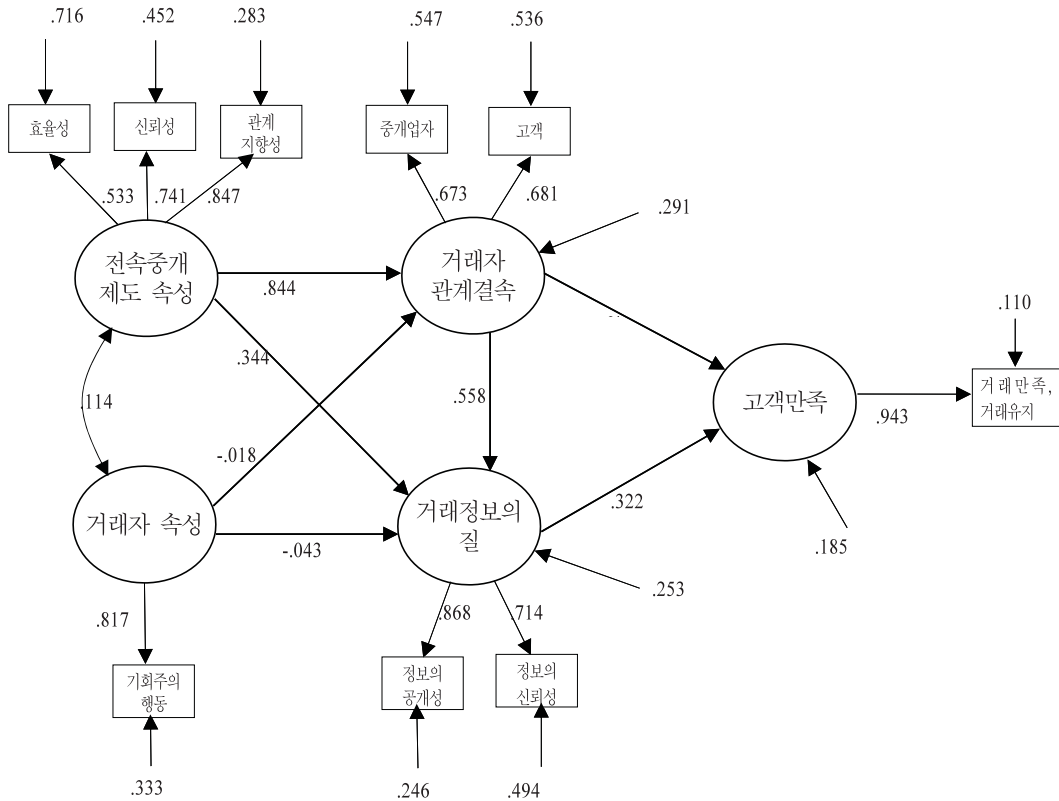 .716
.452
.283
.547
.536
효율성
신뢰성
관계
지향성
중개업자
고객
.533
.741
.847
.673
.681
.291
전속중개
제도 속성
거래자
관계결속
.844
.110
.344
거래만족,
거래유지
고객만족
.943
.114
.558
-.018
거래자 속성
거래정보의
질
.322
-.043
.185
.253
.817
.868
.714
기회주의
행동
정보의
공개성
정보의
신뢰성
.333
.246
.494